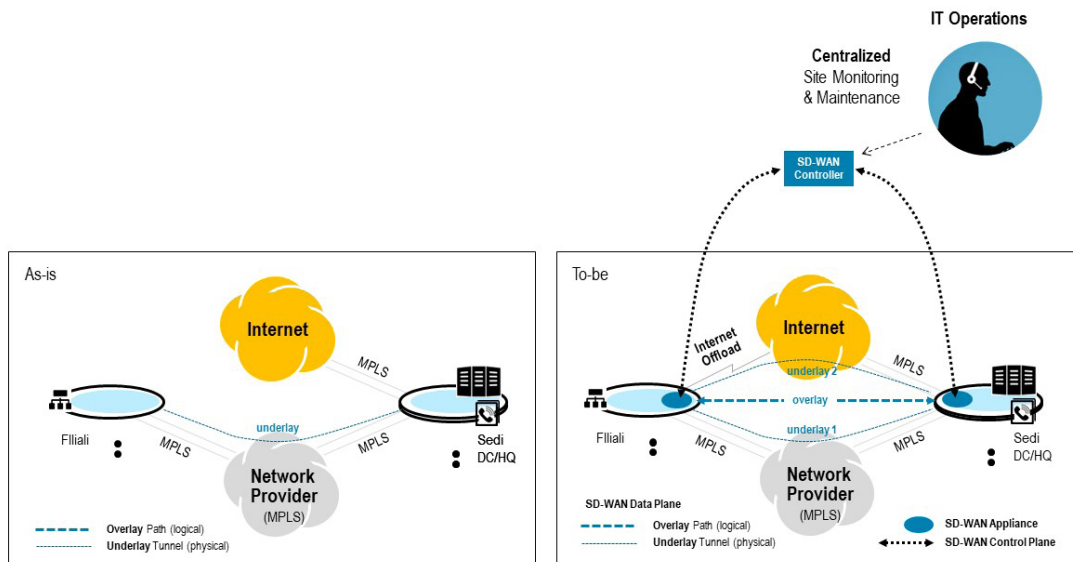 IT Operations
Centralized
Site Monitoring
& Maintenance
SD-WAN
Controller
As-is
Internet
MPLS
underlay
Flliali
MPLS
MPLS
Sedi
DC/HQ
Network
Provider
(MPLS)
Overlay Path (logical)
Underlay Tunnel (physical)
To-be
Internet
Internet
Offload
MPLS
underlay 2
overlay
underlay 1
Flliali
MPLS
MPLS
Sedi
DC/HQ
Network
Provider
(MPLS)
SD-WAN Data Plane
Overlay Path (logical)
Underlay Tunnel (physical)
SD-WAN Appliance
SD-WAN Control Plane